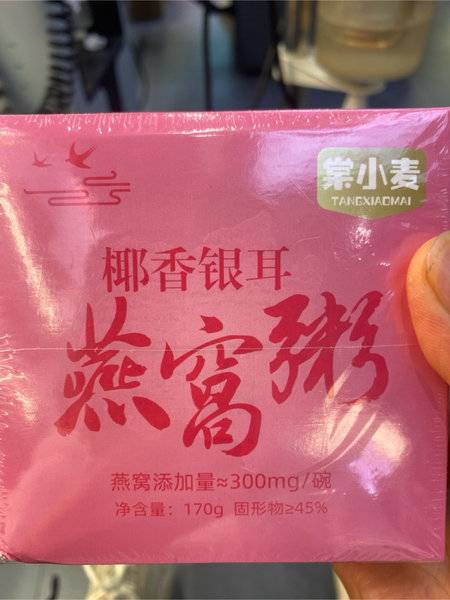 棠小麦
TANGXIAOMAI
椰香银耳
燕窝粥
燕窝添加量≈300mg/碗
净含量：170g 固形物≥45%